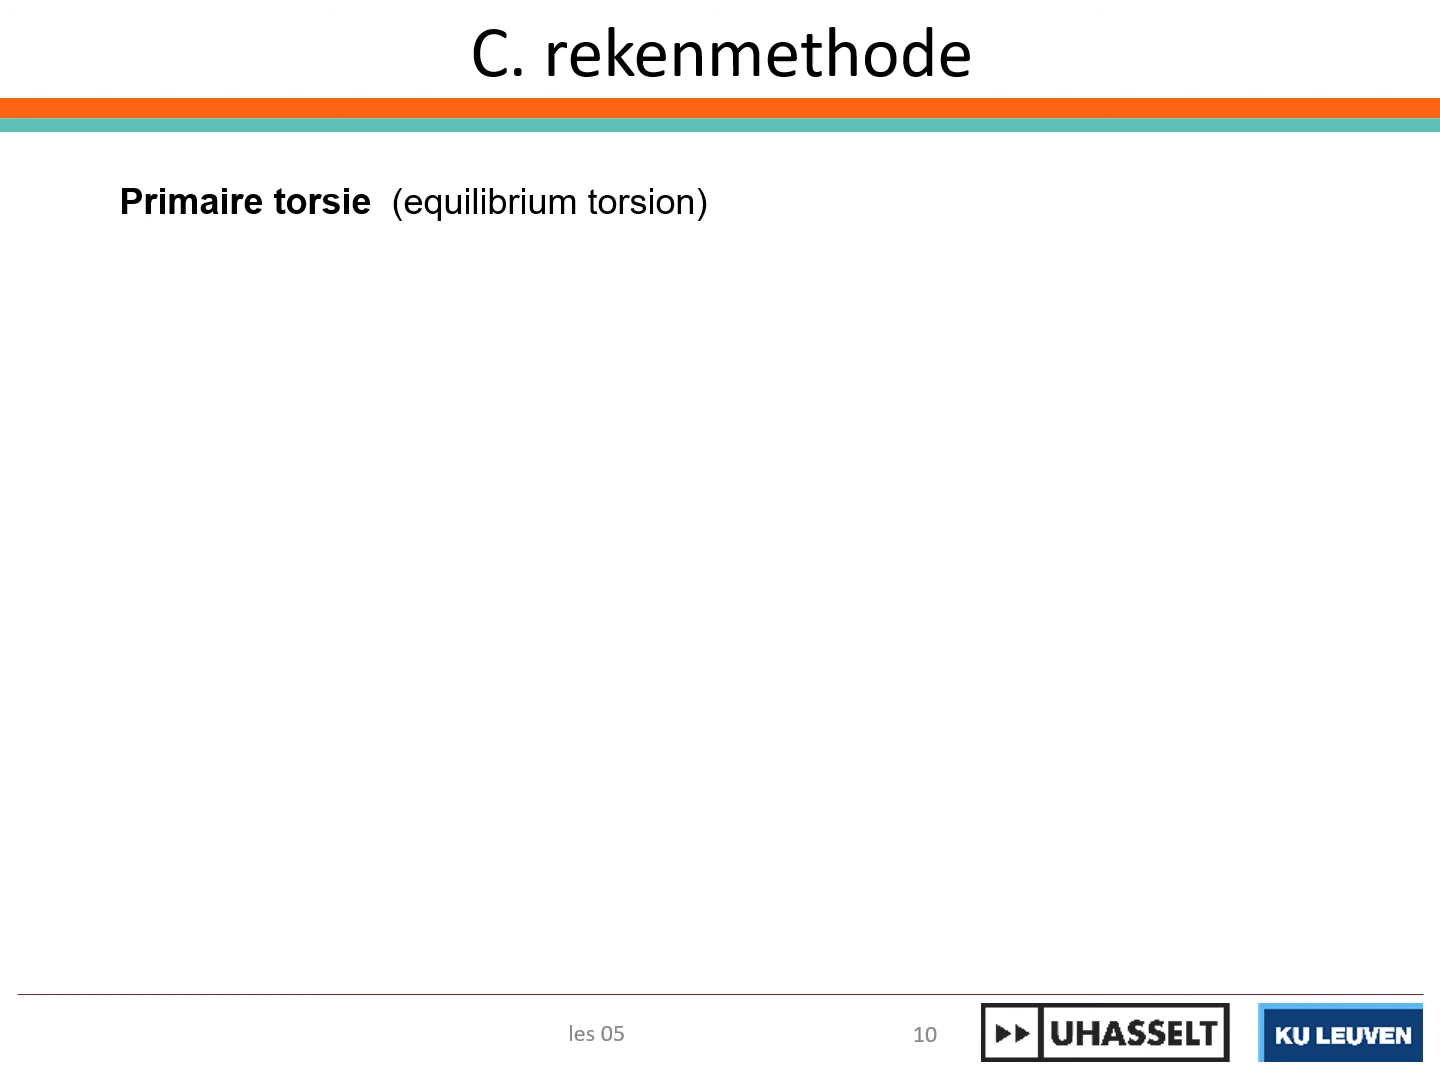 C. rekenmethode
Primaire torsie (equilibrium torsion)
les 05
10
UHASSELT
KU LEUVEN